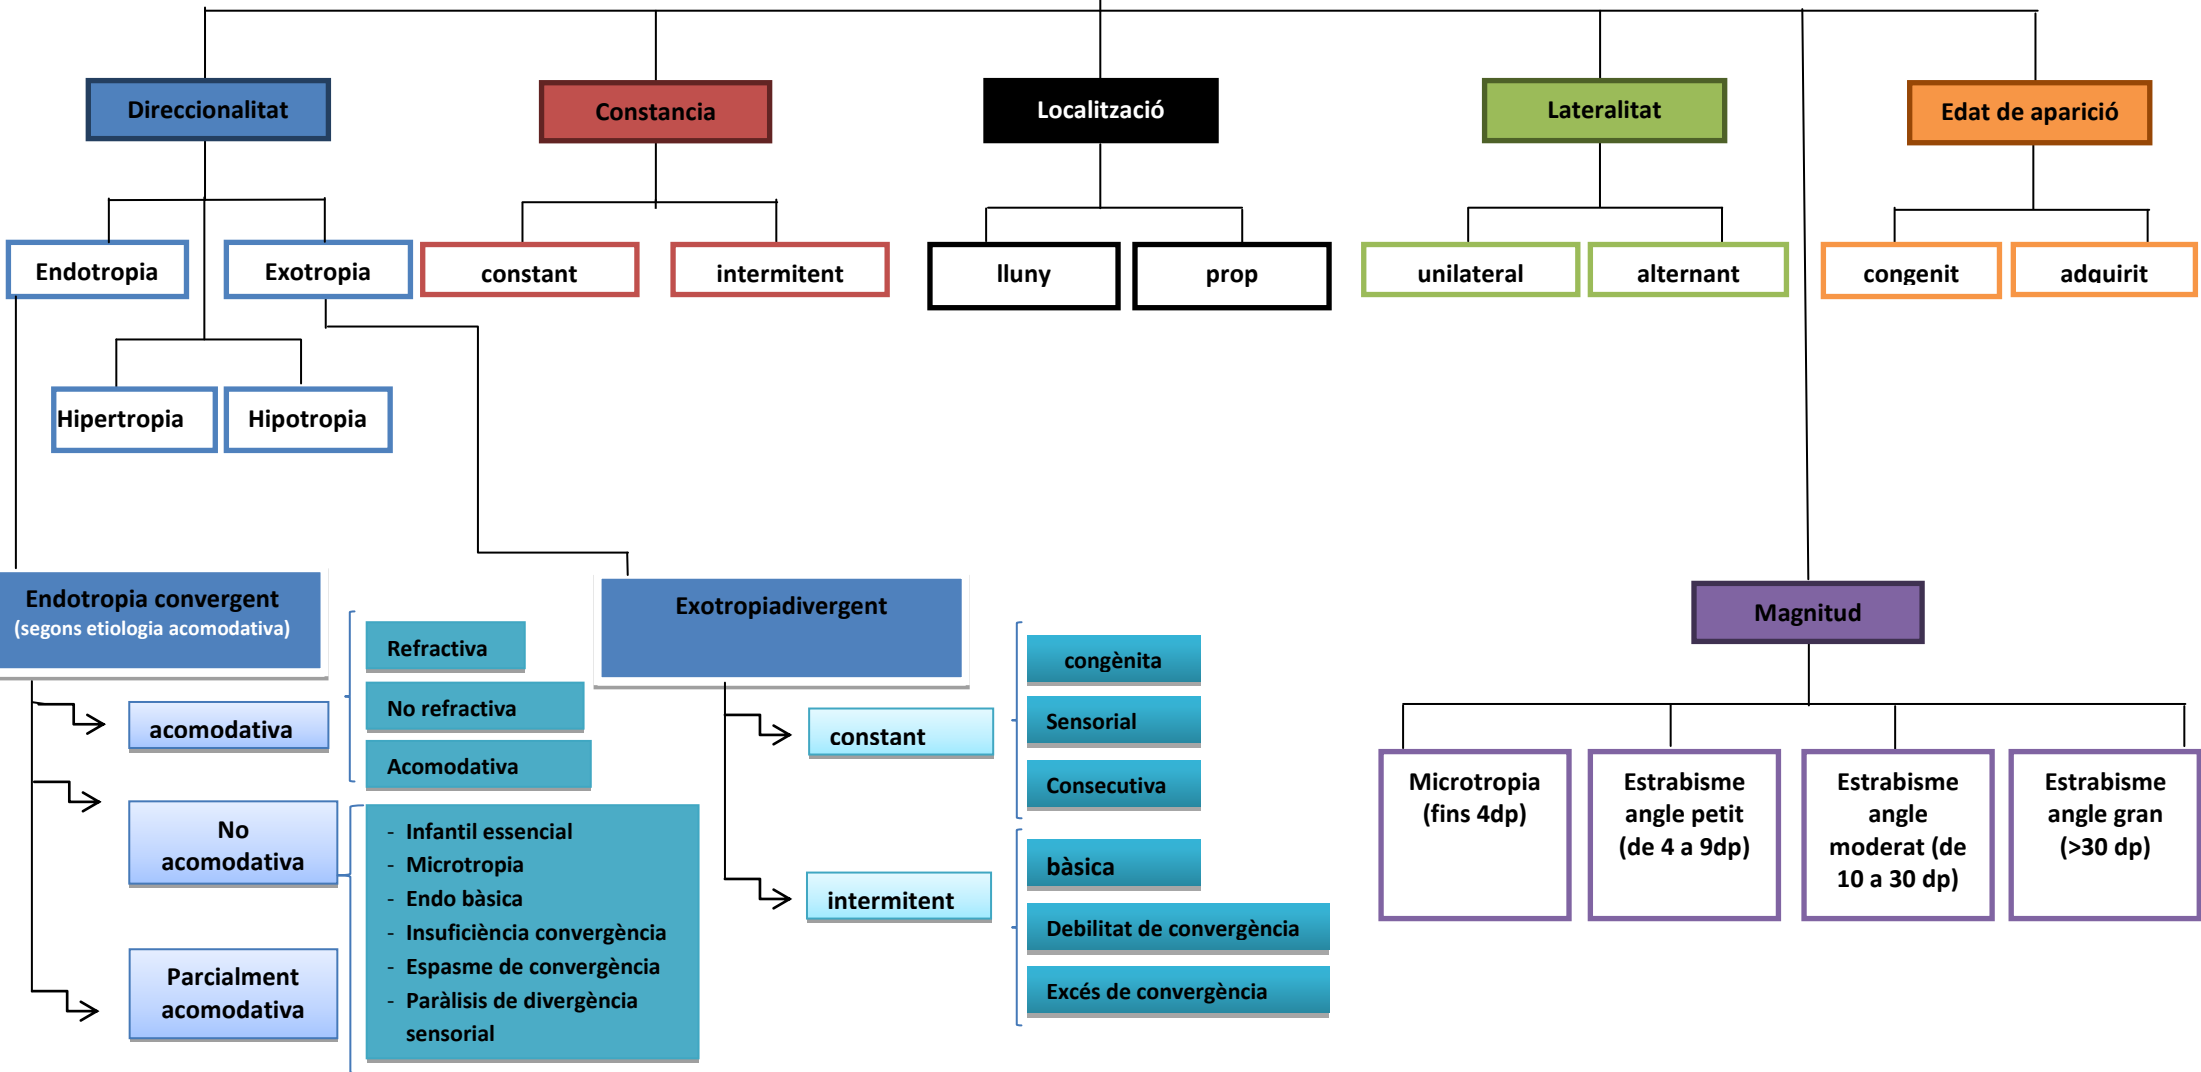 Direccionalitat
Constancia
Localització
Lateralitat
Edat de aparició
Endotropia
Exotropia
constant
intermitent
lluny
prop
unilateral
alternant
congenit
adquirit
Hipertropia
Hipotropia
Endotropia convergent
(segons etiologia acomodativa)
acomodativa
No
acomodativa
Parcialment
acomodativa
Refractiva
No refractiva
Acomodativa
- Infantil essencial
- Microtropia
- Endo bàsica
- Insuficiència convergència
- Espasme de convergència
- Paràlisis de divergència
sensorial
Exotropiadivergent
constant
intermitent
congènita
Sensorial
Consecutiva
bàsica
Debilitat de convergència
Excés de convergència
Magnitud
Microtropia
(fins 4dp)
Estrabisme
angle petit
(de 4 a 9dp)
Estrabisme
angle
moderat (de
10 a 30 dp)
Estrabisme
angle gran
(>30 dp)